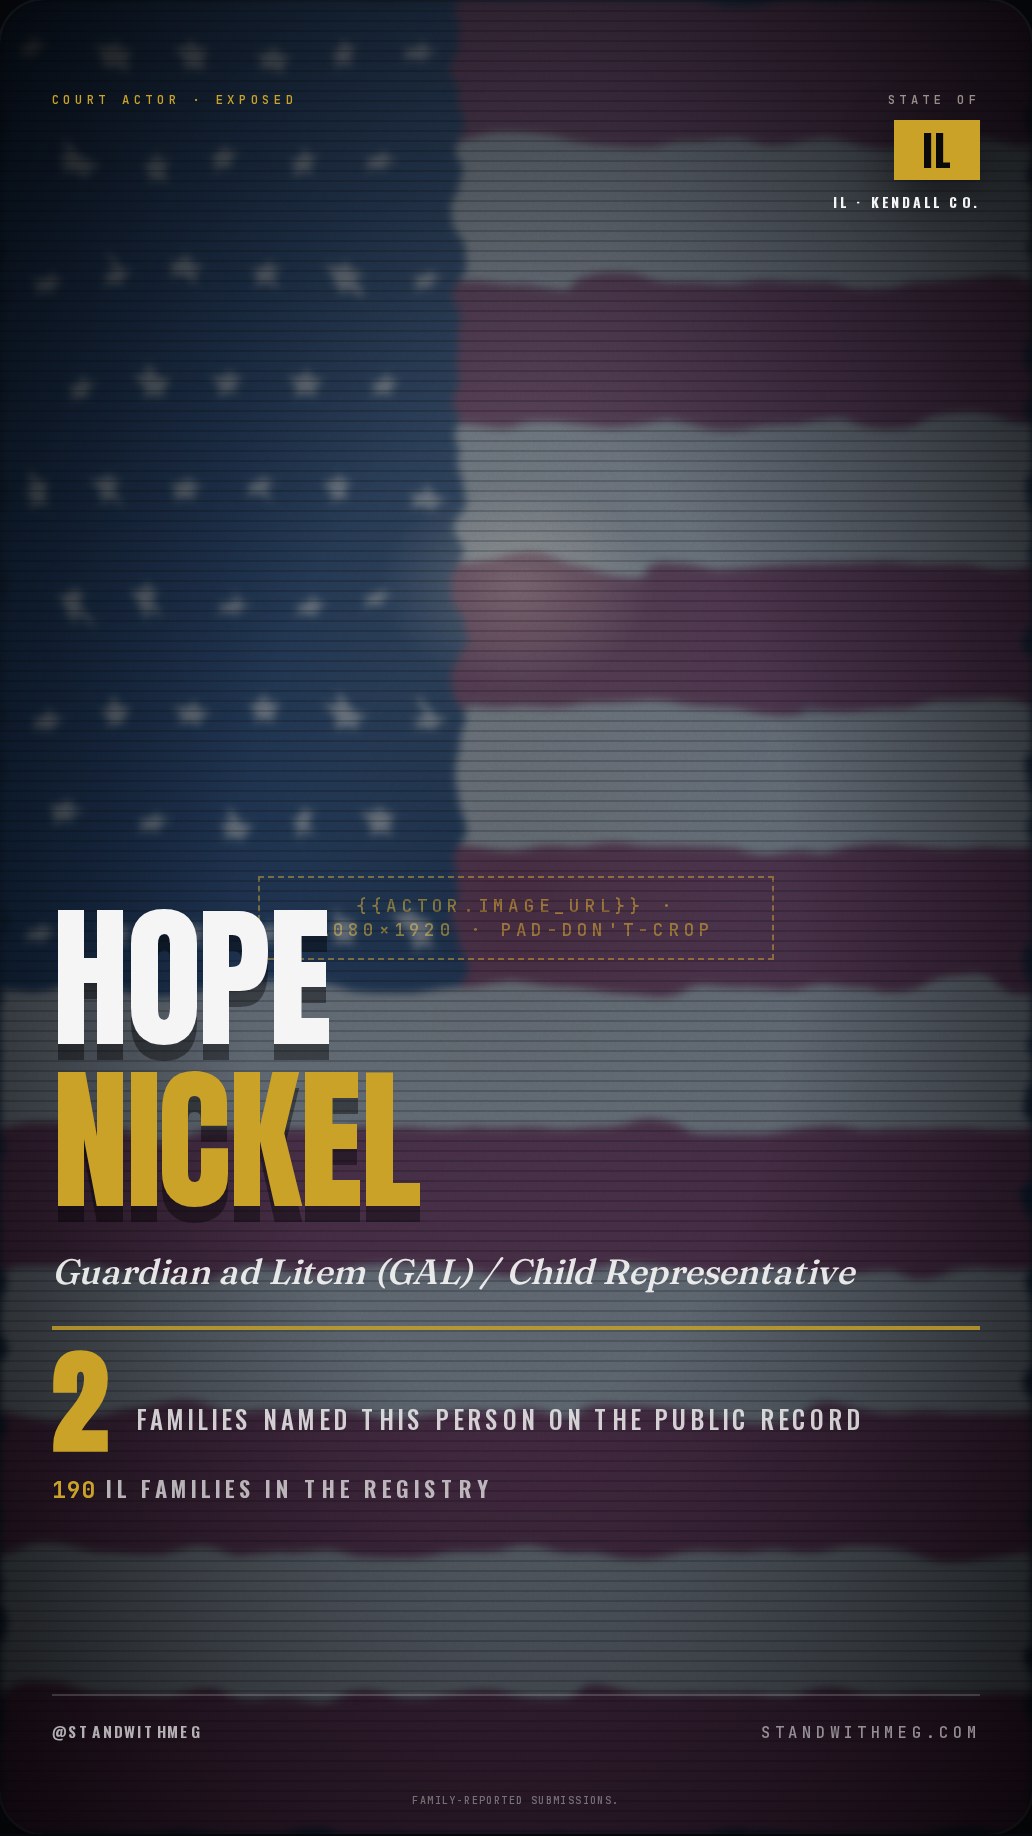 COURT ACTOR · EXPOSED
STATE OF
IL
IL · KENDALL CO.
{{ACTOR.IMAGE_URL}} ·
080×1920 · PAD-DON'T-CROP
HOPE
NICKEL
Guardian ad Litem (GAL) / Child Representative
2 FAMILIES NAMED THIS PERSON ON THE PUBLIC RECORD
190 IL FAMILIES IN THE REGISTRY
@STANDWITHMEG
STANDWITHMEG.COM
FAMILY-REPORTED SUBMISSIONS.